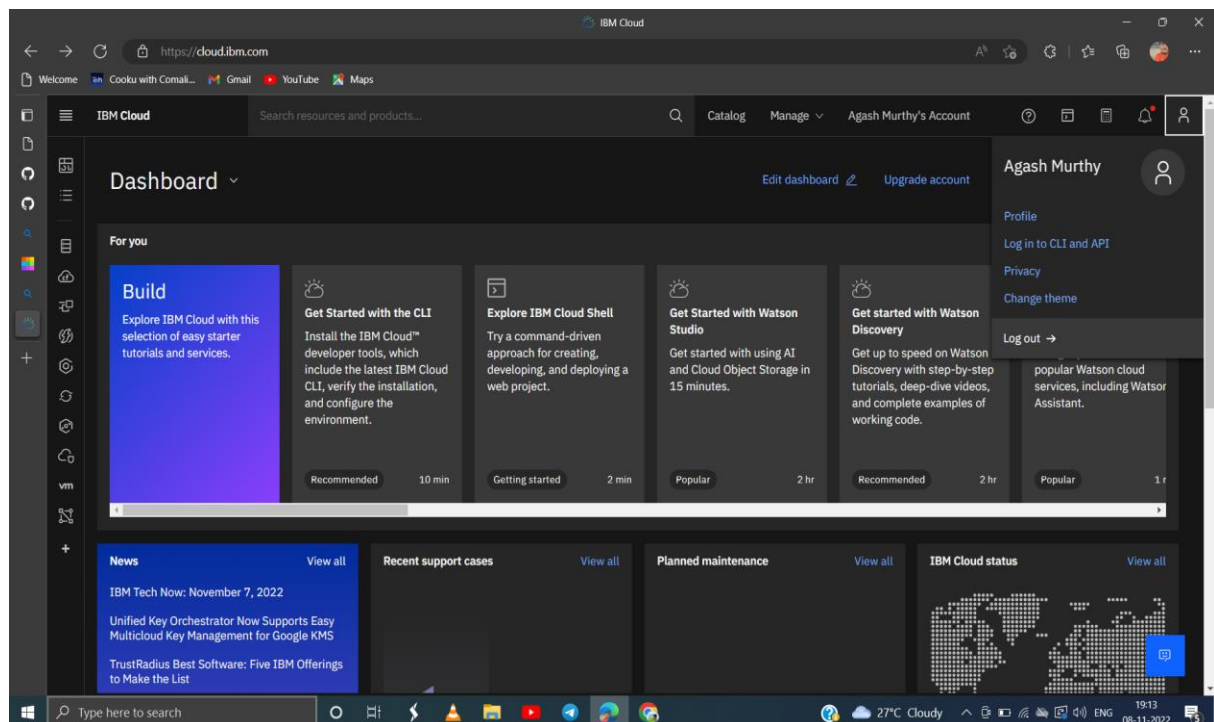 IBM Cloud
https://cloud.ibm.com
Welcome
Cooku with Comali...
Gmail
YouTube
Maps
IBM Cloud
Search resources and products...
Catalog
Manage
Agash Murthy's Account
Agash Murthy
Profile
Log in to CLI and API
Privacy
Change theme
Log out →
Dashboard
Edit dashboard
Upgrade account
For you
Build
Explore IBM Cloud with this
selection of easy starter
tutorials and services.
Get Started with the CLI
Install the IBM Cloud™
developer tools, which
include the latest IBM Cloud
CLI, verify the installation,
and configure the
environment.
Recommended
10 min
Explore IBM Cloud Shell
Try a command-driven
approach for creating,
developing, and deploying a
web project.
Getting started
2 min
Get Started with Watson
Studio
Get started with using AI
and Cloud Object Storage in
15 minutes.
Popular
2 hr
Get started with Watson
Discovery
Get up to speed on Watson
Discovery with step-by-step
tutorials, deep-dive videos,
and complete examples of
working code.
Recommended
2 hr
popular Watson cloud
services, including Watson
Assistant.
Popular
vm
News
View all
IBM Tech Now: November 7, 2022
Unified Key Orchestrator Now Supports Easy
Multicloud Key Management for Google KMS
TrustRadius Best Software: Five IBM Offerings
to Make the List
Recent support cases
View all
Planned maintenance
View all
IBM Cloud status
View all
Type here to search
27°C Cloudy
ENG
19:13
08-11-2022